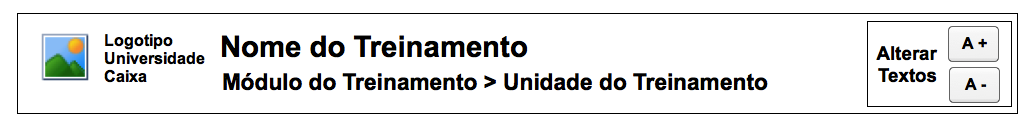 Logotipo
Universidade
Caixa
Nome do Treinamento
Módulo do Treinamento > Unidade do Treinamento
Alterar
Textos
A +
A -